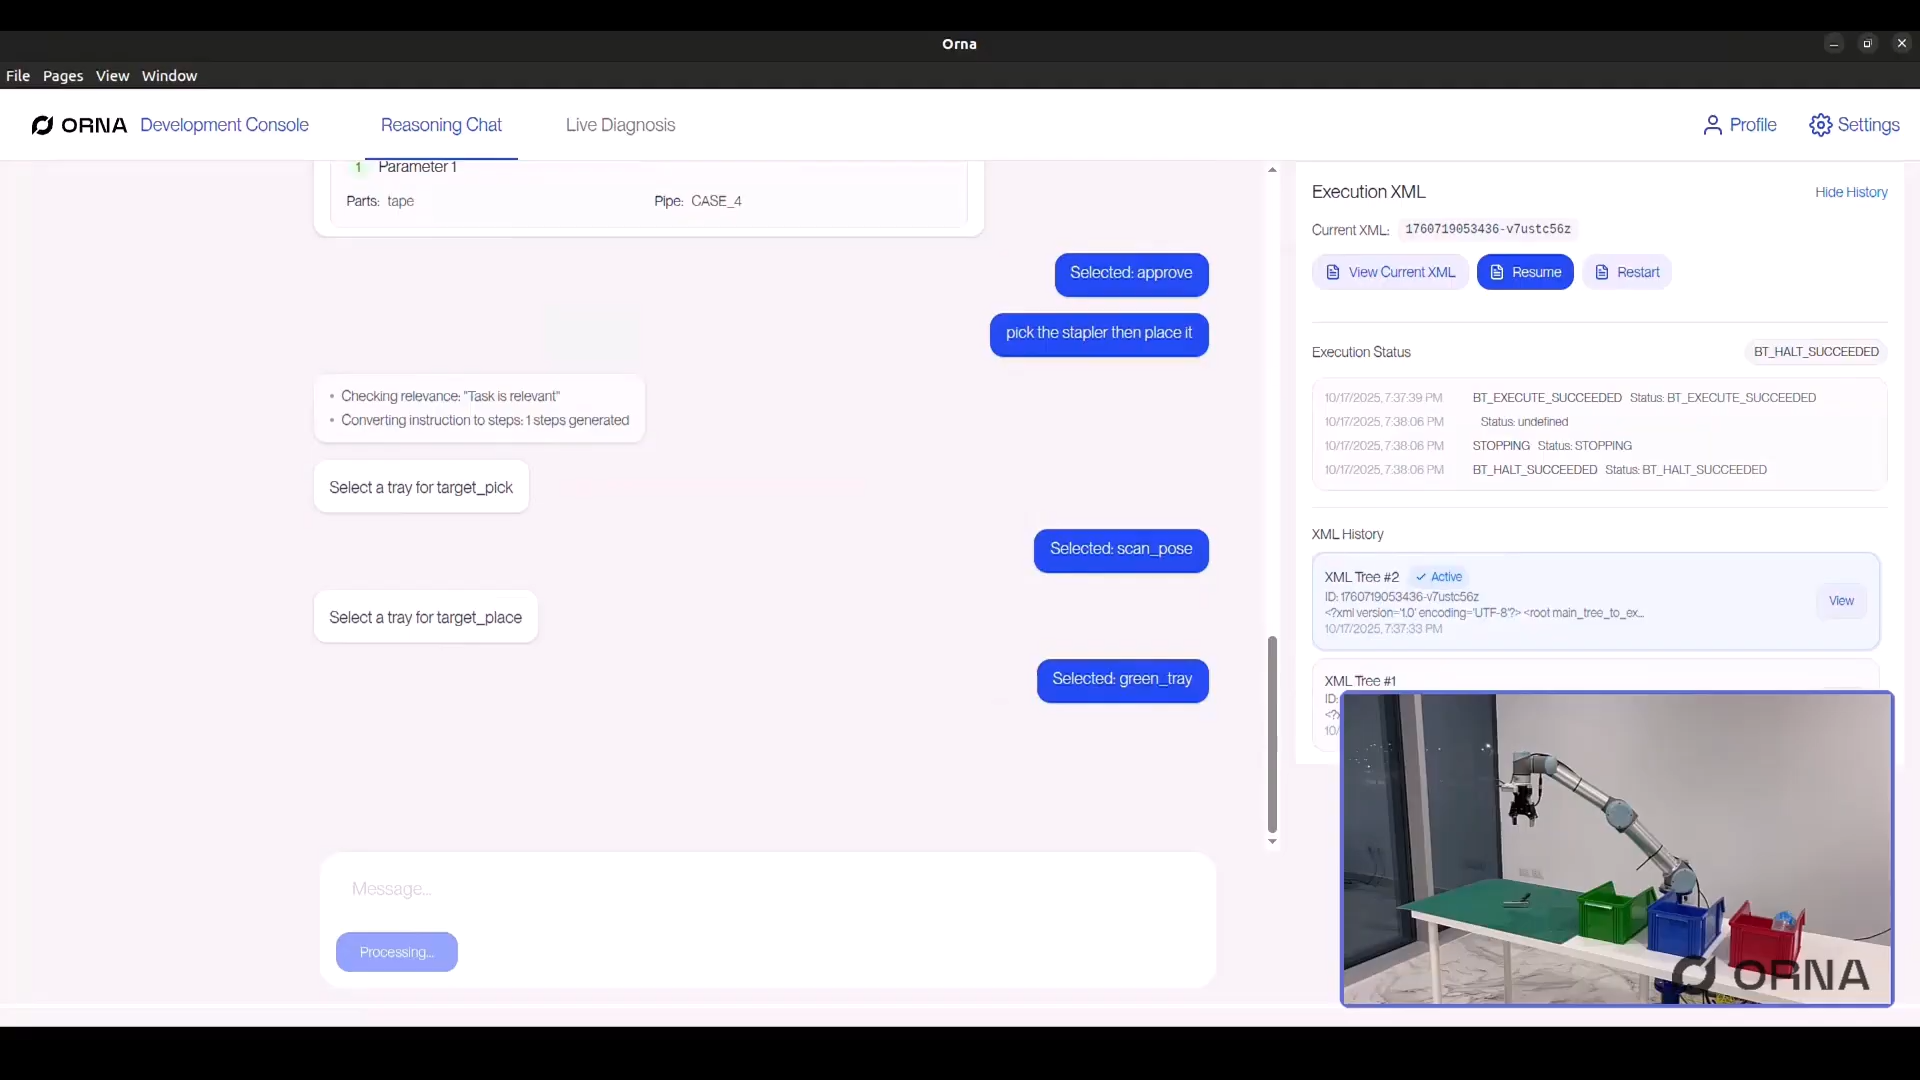 Orna
File Pages View Window
ORNA Development Console Reasoning Chat Live Diagnosis Profile Settings
1 Parameter 1
Parts: tape Pipe: CASE_4
Selected: approve
pick the stapler then place it
• Checking relevance: "Task is relevant"
• Converting instruction to steps: 1 steps generated
Select a tray for target_pick
Selected: scan_pose
Select a tray for target_place
Selected: green_tray
Message...
Processing...
Execution XML Hide History
Current XML: 1760719053436-v7ustc56z
View Current XML Resume Restart
Execution Status BT_HALT_SUCCEEDED
10/17/2025, 7:37:39 PM BT_EXECUTE_SUCCEEDED Status: BT_EXECUTE_SUCCEEDED
10/17/2025, 7:38:06 PM Status: undefined
10/17/2025, 7:38:06 PM STOPPING Status: STOPPING
10/17/2025, 7:38:06 PM BT_HALT_SUCCEEDED Status: BT_HALT_SUCCEEDED
XML History
XML Tree #2 Active
ID: 1760719053436-v7ustc56z
<?xml version='1.0' encoding='UTF-8'?> <root main_tree_to_ex...
10/17/2025, 7:37:33 PM
View
XML Tree #1
ID:
<?x
10/
ORNA